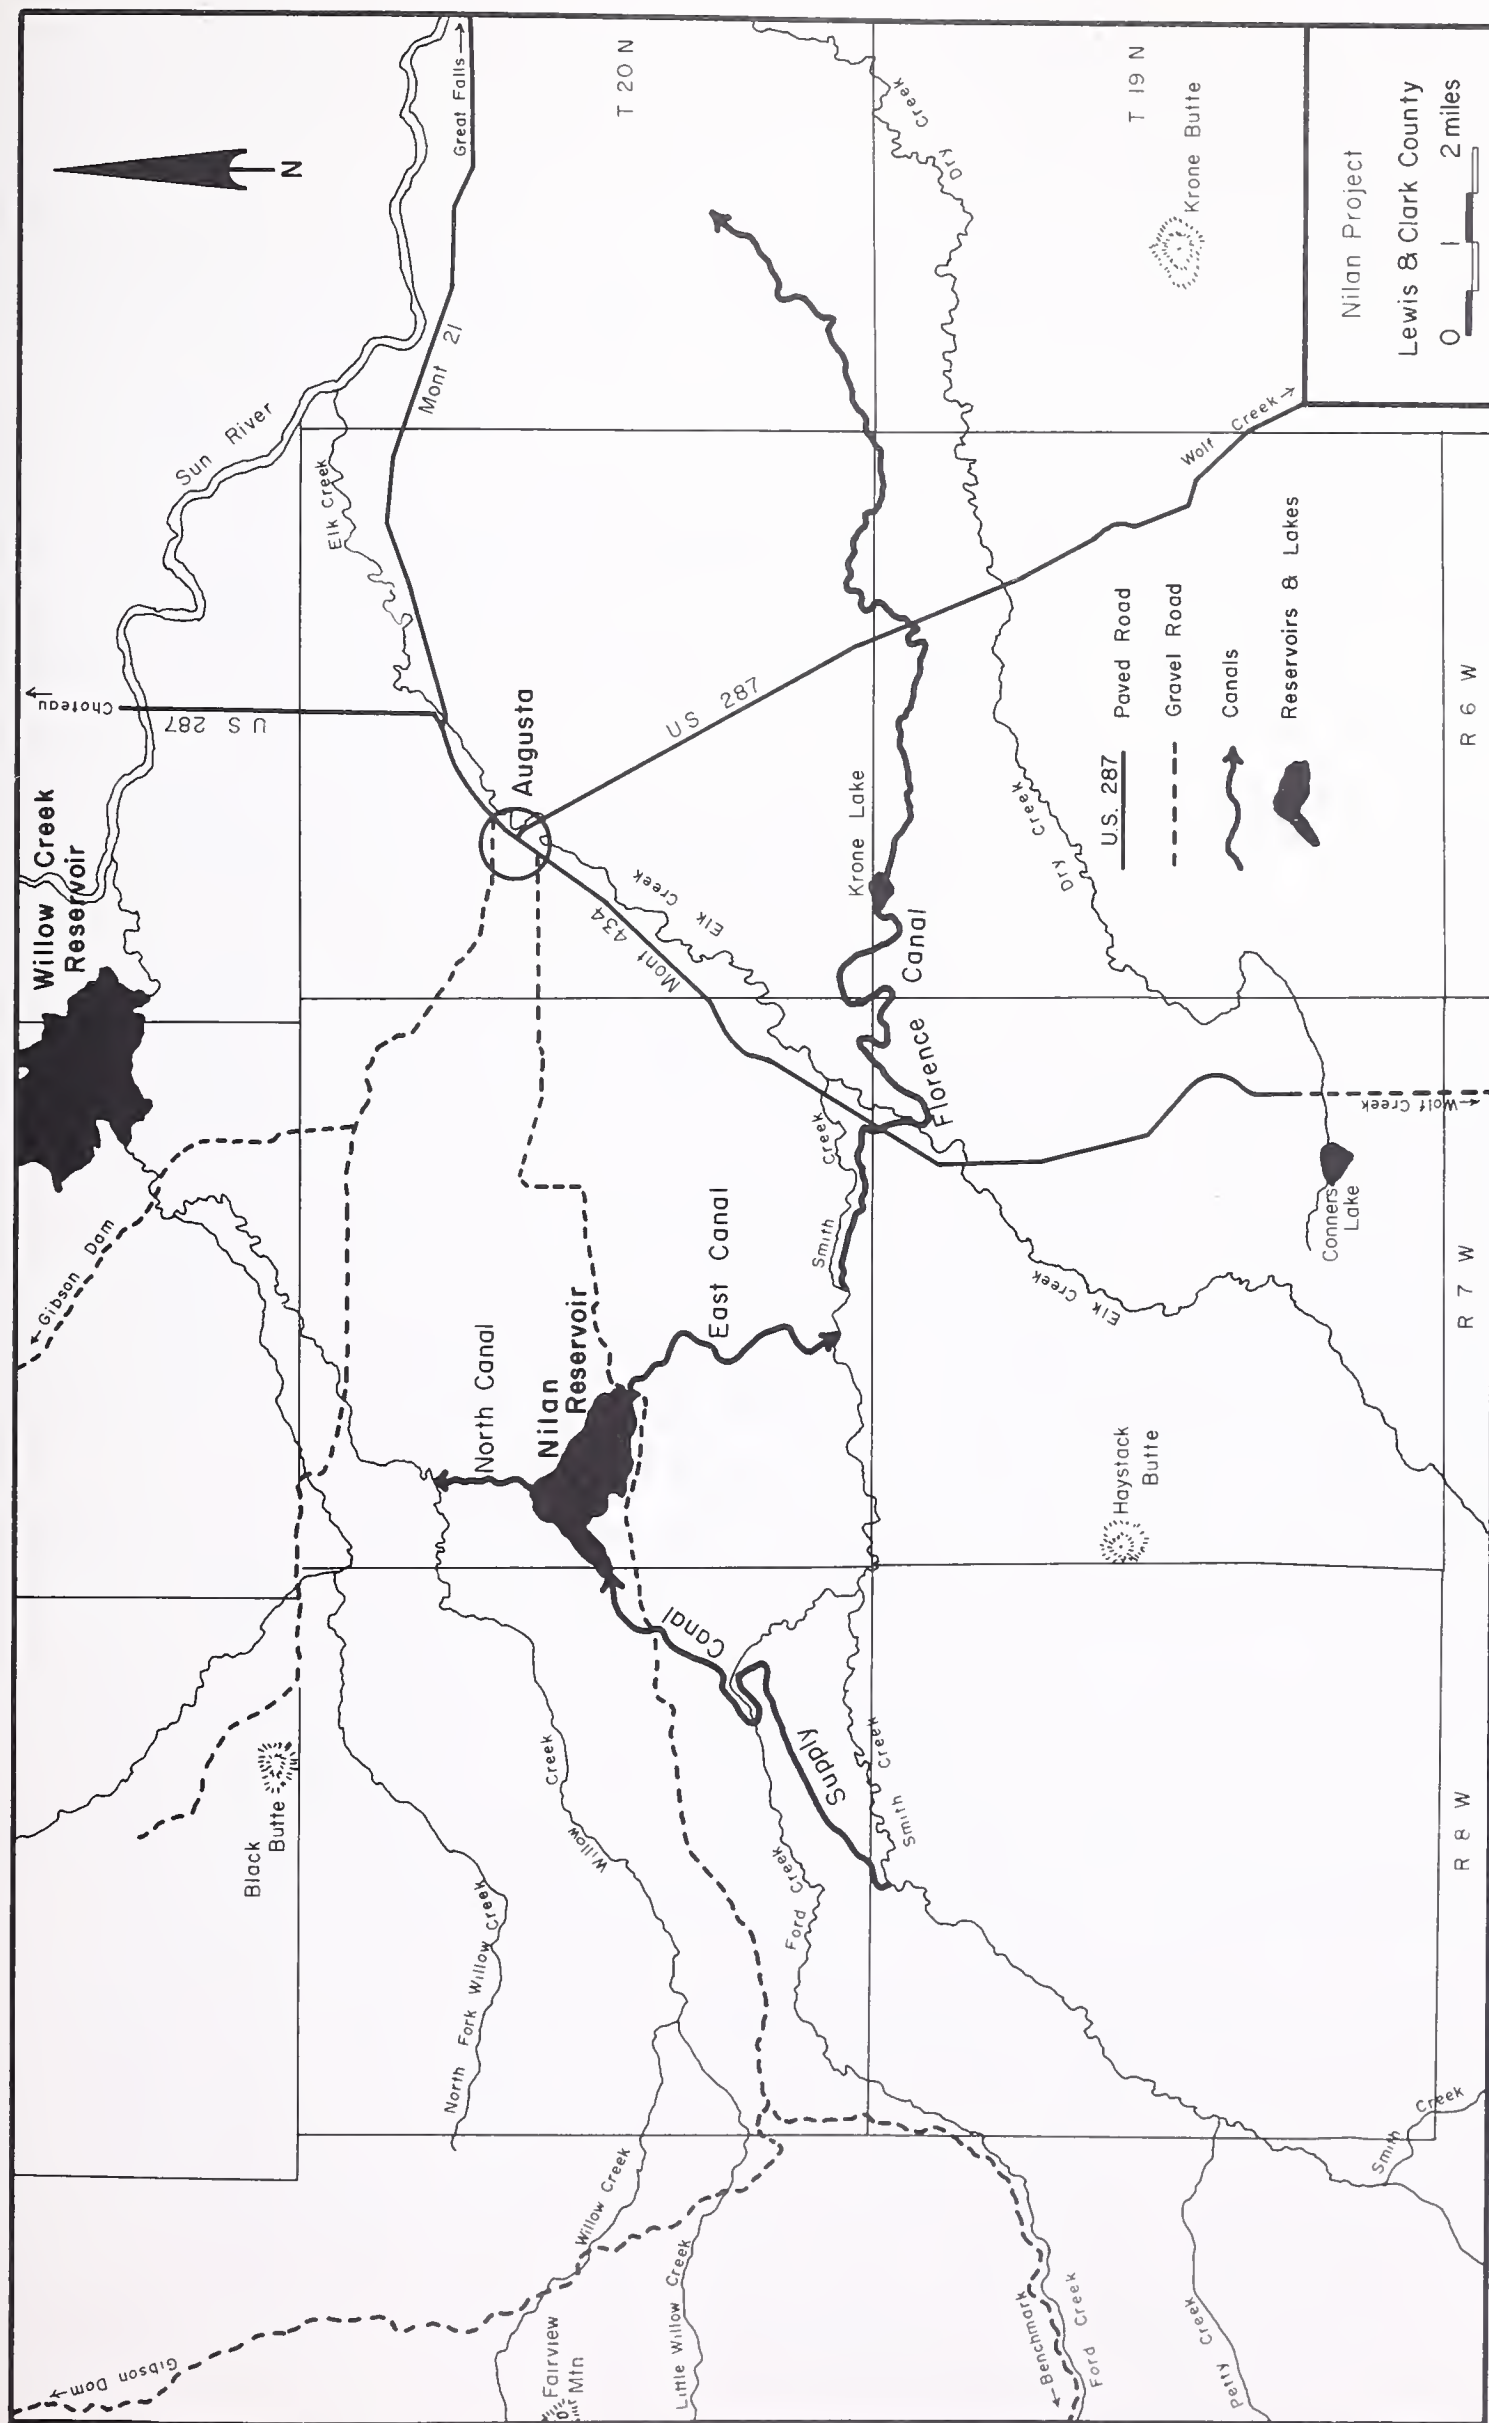 Gibson Dam →
Fairview
Mtn
Willow Creek
Little Willow Creek
← Benchmark
Ford Creek
Petty Creek
Smith Creek
North Fork Willow Creek
Black
Butte
Willow Creek
Ford Creek
Supply Canal
Smith Creek
R 8 W
← Gibson Dam
North Canal
Nilan
Reservoir
East Canal
Haystack
Butte
Smith Creek
Elk Creek
Conners
Lake
R 7 W
← Wolf Creek
Willow Creek
Reservoir
Florence Canal
Mont 434
Elk Creek
Krone Lake
Augusta
Choteau →
U S 287
US 287
Dry Creek
R 6 W
Sun River
Elk Creek
Mont 21
Great Falls →
Wolf Creek →
Dry Creek
T 20 N
T 19 N
Krone Butte
N
U.S. 287 Paved Road
Gravel Road
Canals
Reservoirs & Lakes
Nilan Project
Lewis & Clark County
0 1 2 miles